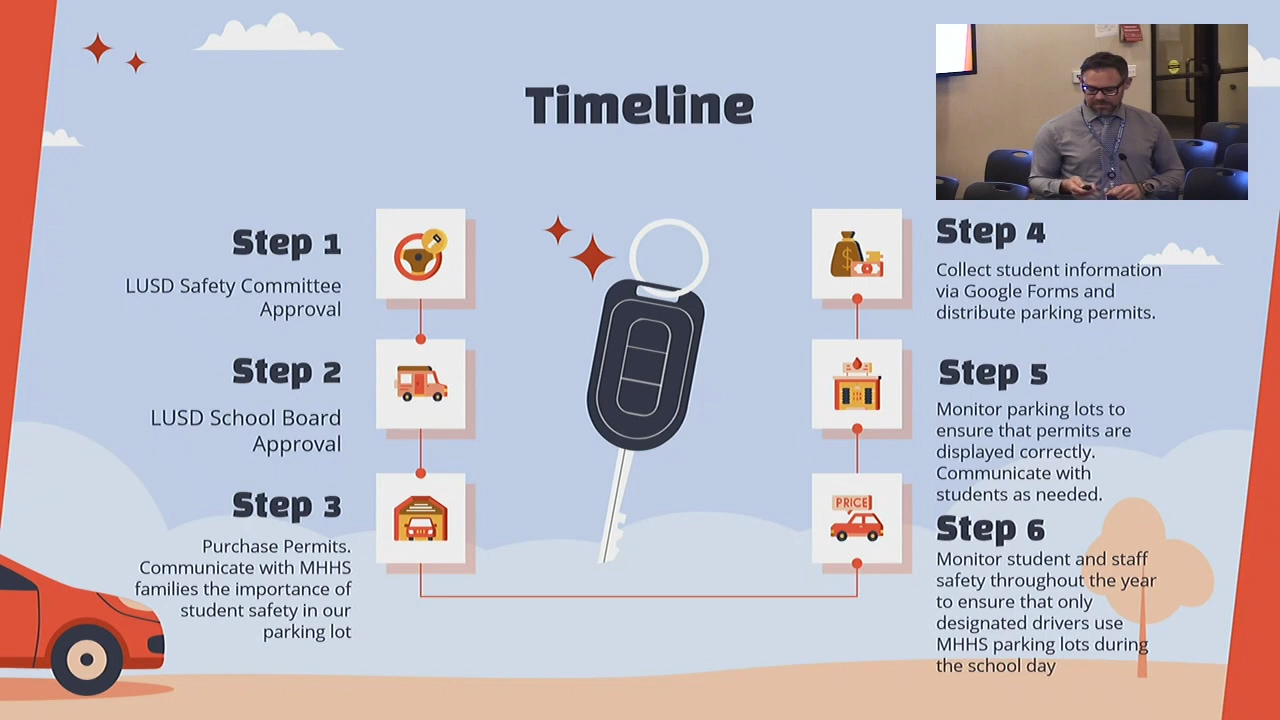 Timeline
Step 1
LUSD Safety Committee
Approval
Step 2
LUSD School Board
Approval
Step 3
Purchase Permits.
Communicate with MHHS
families the importance of
student safety in our
parking lot
Step 4
Collect student information
via Google Forms and
distribute parking permits.
Step 5
Monitor parking lots to
ensure that permits are
displayed correctly.
Communicate with
students as needed.
PRICE
Step 6
Monitor student and staff
safety throughout the year
to ensure that only
designated drivers use
MHHS parking lots during
the school day